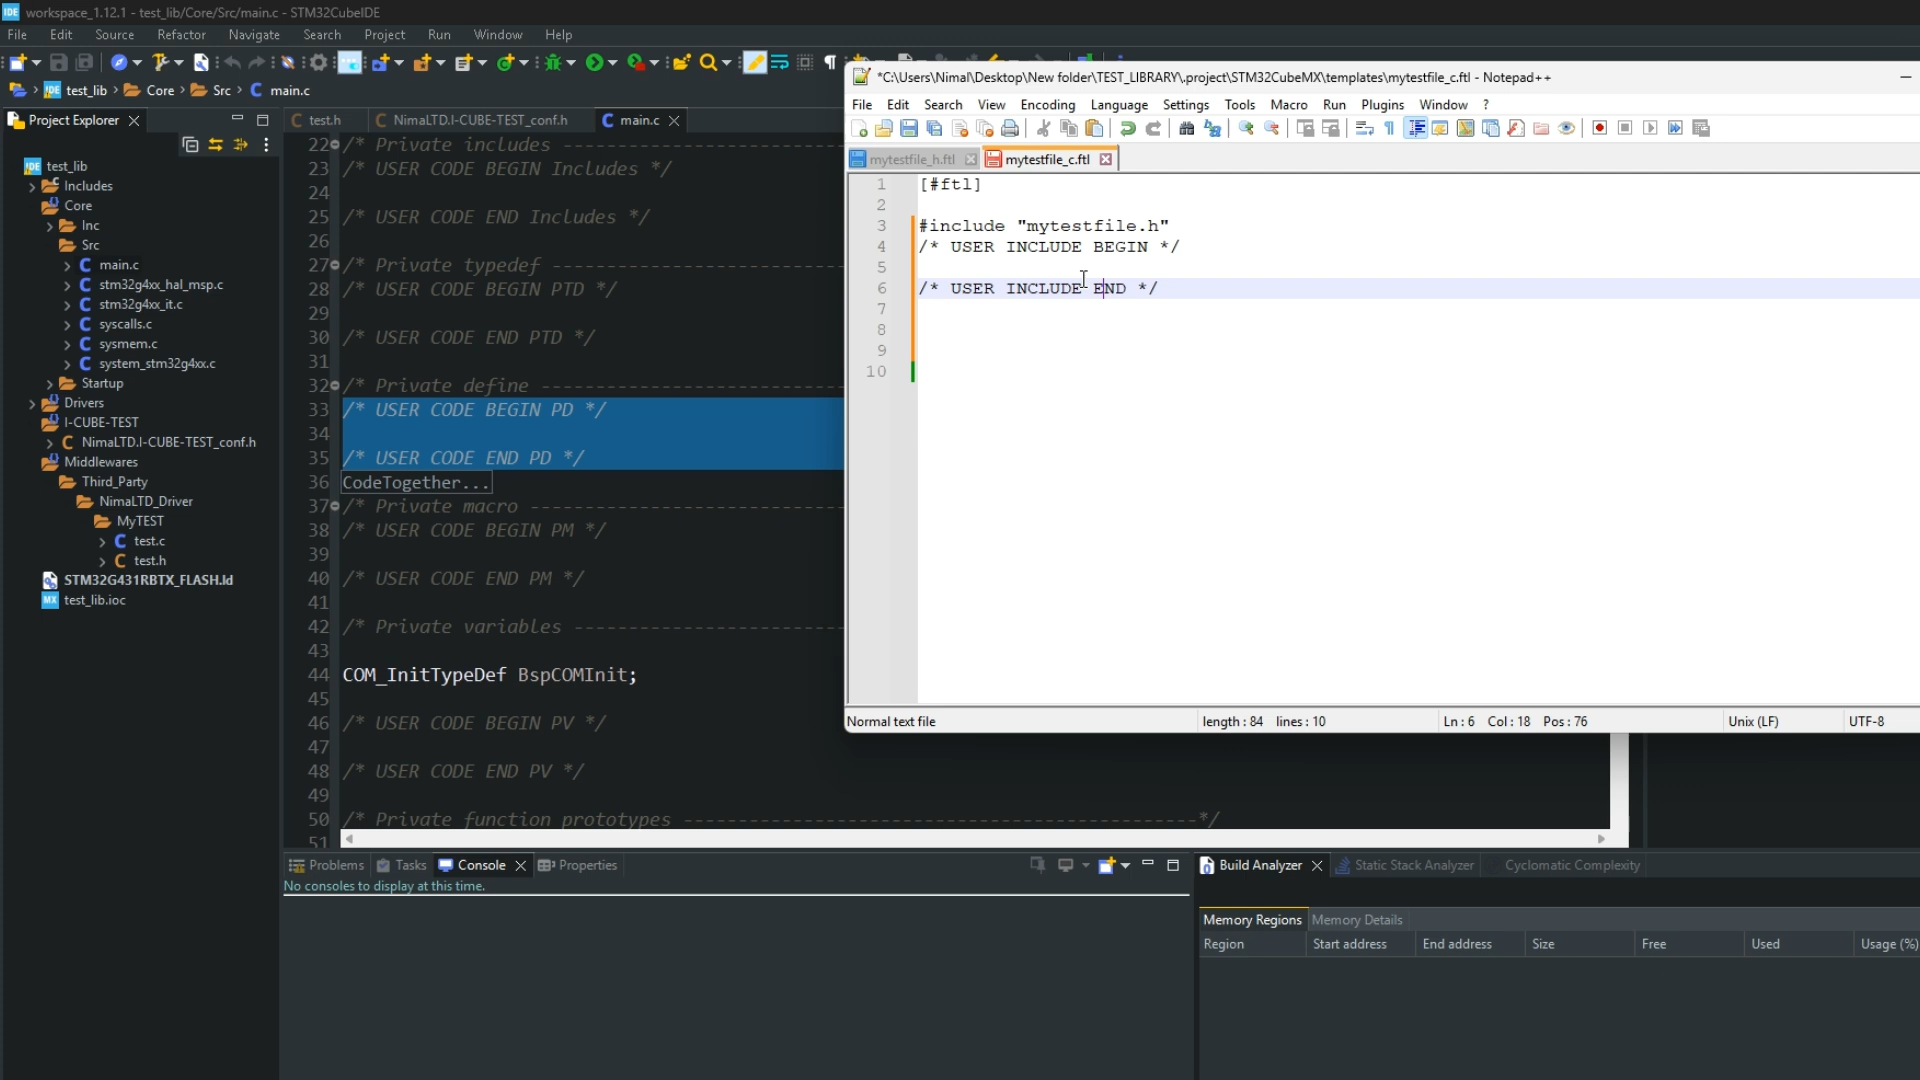 IDE workspace_1.12.1 - test_lib/Core/Src/main.c - STM32CubeIDE
File Edit Source Refactor Navigate Search Project Run Window Help
IDE test_lib Core Src main.c
Project Explorer
IDE test_lib
Includes
Core
Inc
Src
main.c
stm32g4xx_hal_msp.c
stm32g4xx_it.c
syscalls.c
sysmem.c
system_stm32g4xx.c
Startup
Drivers
I-CUBE-TEST
NimaLTD.I-CUBE-TEST_conf.h
Middlewares
Third_Party
NimaLTD_Driver
MyTEST
test.c
test.h
STM32G431RBTX_FLASH.ld
MX test_lib.ioc
test.h NimaLTD.I-CUBE-TEST_conf.h main.c
22 /* Private includes ----------------------
23 /* USER CODE BEGIN Includes */
24
25 /* USER CODE END Includes */
26
27 /* Private typedef -----------------------
28 /* USER CODE BEGIN PTD */
29
30 /* USER CODE END PTD */
31
32 /* Private define ------------------------
33 /* USER CODE BEGIN PD */
34
35 /* USER CODE END PD */
36 CodeTogether...
37 /* Private macro -------------------------
38 /* USER CODE BEGIN PM */
39
40 /* USER CODE END PM */
41
42 /* Private variables ---------------------
43
44 COM_InitTypeDef BspCOMInit;
45
46 /* USER CODE BEGIN PV */
47
48 /* USER CODE END PV */
49
50 /* Private function prototypes -----------------------------------------------*/
51
*C:\Users\Nimal\Desktop\New folder\TEST_LIBRARY\.project\STM32CubeMX\templates\mytestfile_c.ftl - Notepad++
File Edit Search View Encoding Language Settings Tools Macro Run Plugins Window ?
mytestfile_h.ftl mytestfile_c.ftl
1 [#ftl]
2
3 #include "mytestfile.h"
4 /* USER INCLUDE BEGIN */
5
6 /* USER INCLUDE END */
7
8
9
10
Normal text file length : 84 lines : 10 Ln : 6 Col : 18 Pos : 76 Unix (LF) UTF-8
Problems Tasks Console Properties
No consoles to display at this time.
Build Analyzer Static Stack Analyzer Cyclomatic Complexity
Memory Regions Memory Details
Region Start address End address Size Free Used Usage (%)